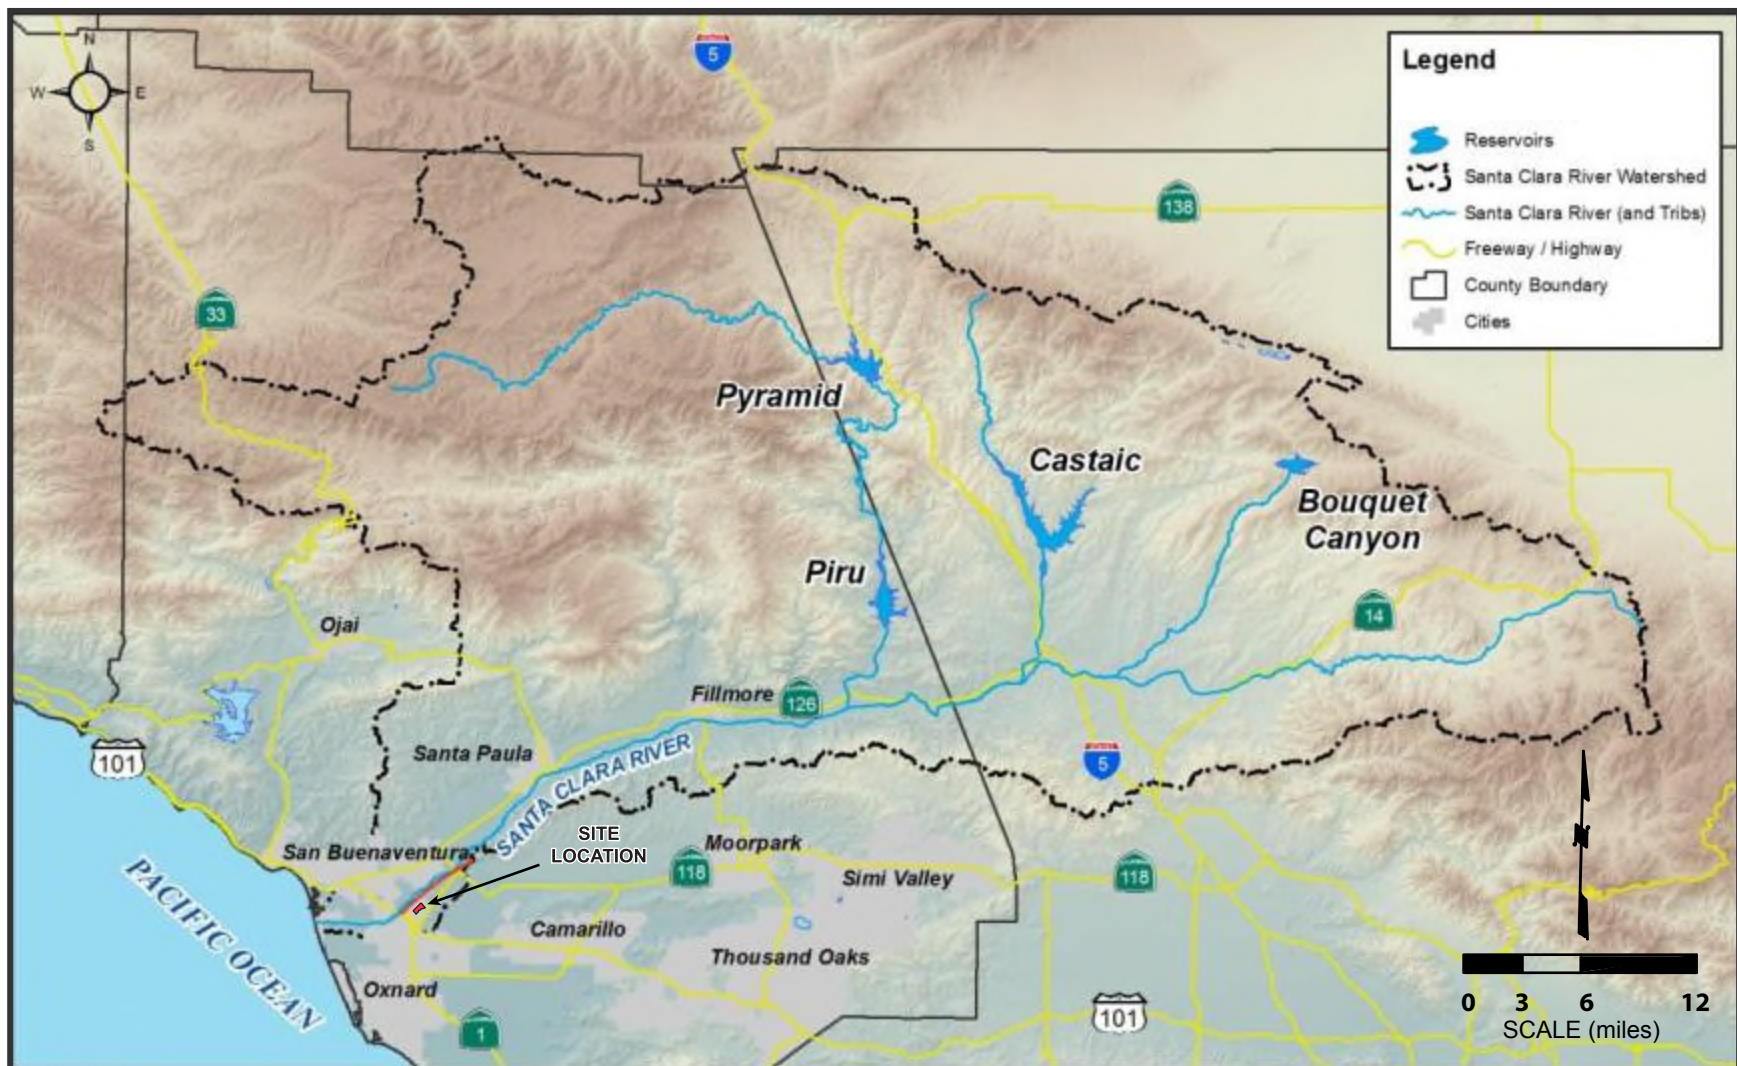 N
W E
S
5
Legend
Reservoirs
Santa Clara River Watershed
Santa Clara River (and Tribs)
Freeway / Highway
County Boundary
Cities
138
33
Pyramid
Castaic
Bouquet
Canyon
Piru
14
Ojai
Fillmore
126
101
Santa Paula
SANTA CLARA RIVER
5
SITE
LOCATION
San Buenaventura
Moorpark
118
Simi Valley
118
N
PACIFIC OCEAN
Camarillo
Thousand Oaks
Oxnard
1
101
0 3 6 12
SCALE (miles)